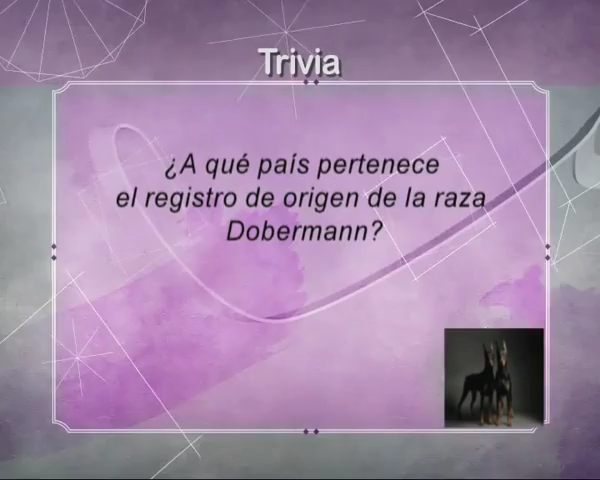 Trivia
¿A qué país pertenece
el registro de origen de la raza
Dobermann?